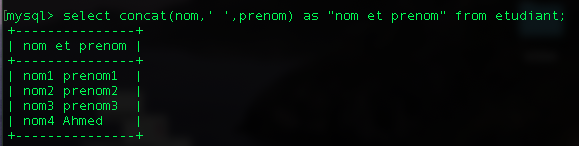 [mysql> select concat(nom,' ',prenom) as "nom et prenom" from etudiant;
+---------------+
| nom et prenom |
+---------------+
| nom1 prenom1  |
| nom2 prenom2  |
| nom3 prenom3  |
| nom4 Ahmed    |
+---------------+